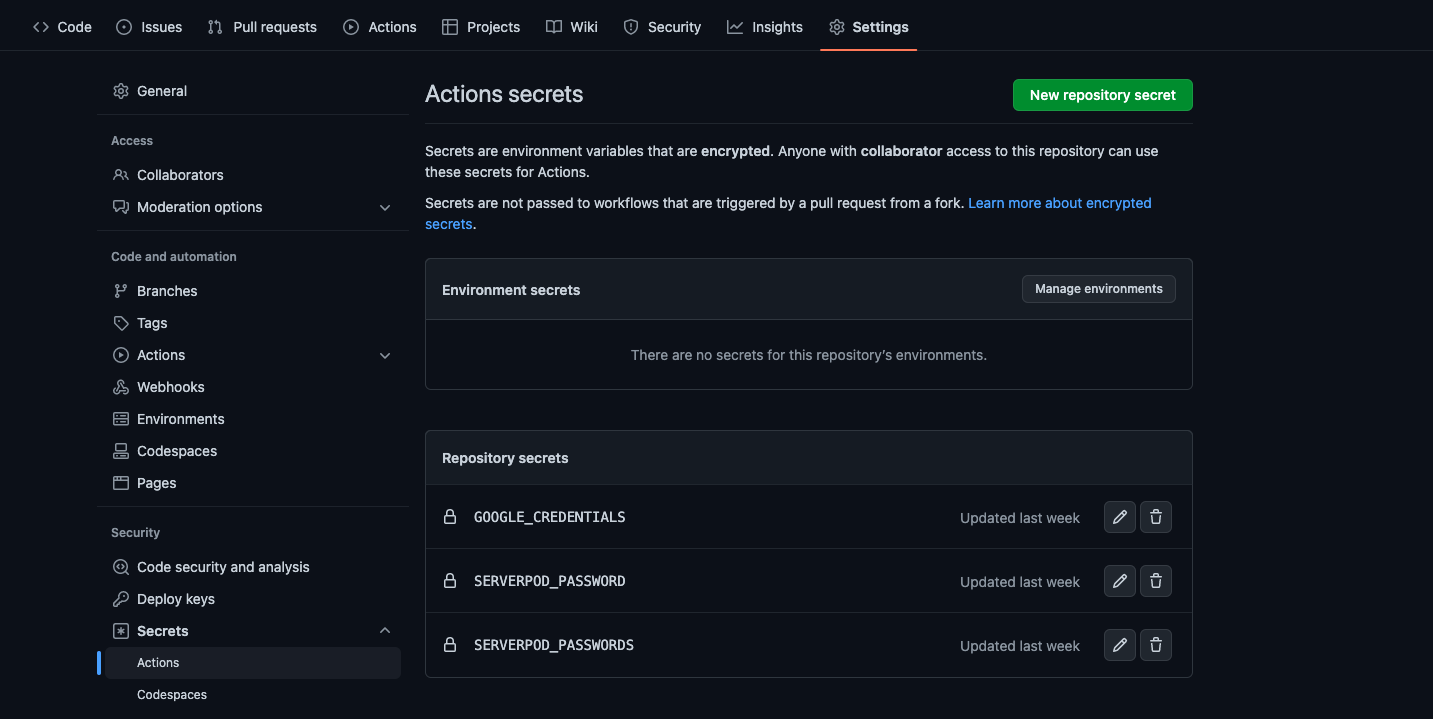 Code Issues Pull requests Actions Projects Wiki Security Insights Settings
General
Access
Collaborators
Moderation options
Code and automation
Branches
Tags
Actions
Webhooks
Environments
Codespaces
Pages
Security
Code security and analysis
Deploy keys
Secrets
Actions
Codespaces
Actions secrets
New repository secret
Secrets are environment variables that are encrypted. Anyone with collaborator access to this repository can use
these secrets for Actions.
Secrets are not passed to workflows that are triggered by a pull request from a fork. Learn more about encrypted
secrets.
Environment secrets
Manage environments
There are no secrets for this repository's environments.
Repository secrets
GOOGLE_CREDENTIALS Updated last week
SERVERPOD_PASSWORD Updated last week
SERVERPOD_PASSWORDS Updated last week